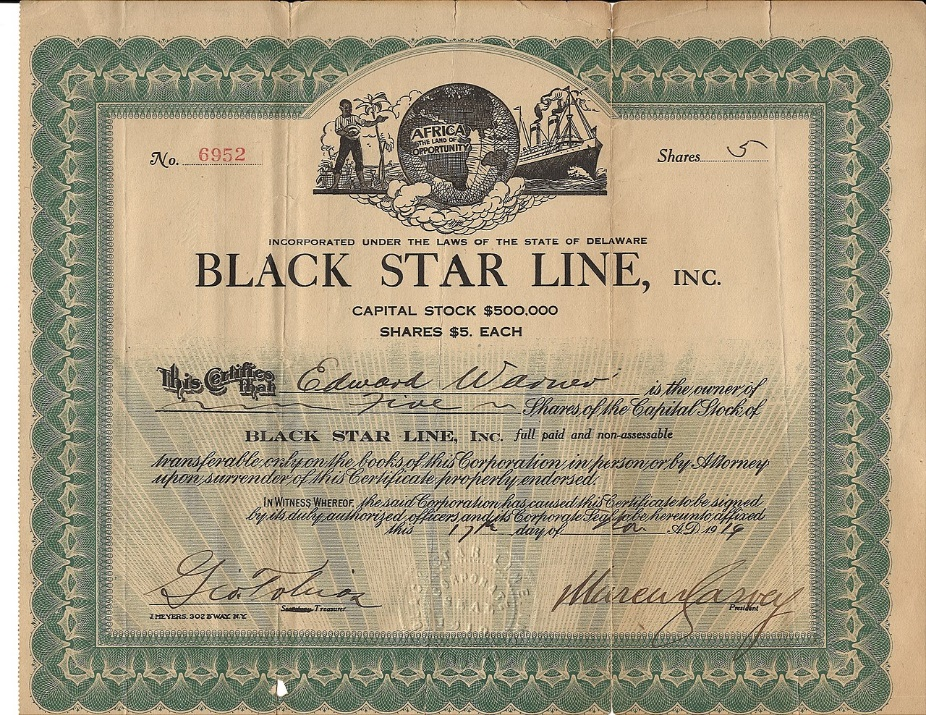 AFRICA
THE LAND OF
OPPORTUNITY
No. 6952
Shares 5
INCORPORATED UNDER THE LAWS OF THE STATE OF DELAWARE
BLACK STAR LINE, INC.
CAPITAL STOCK $500,000
SHARES $5. EACH
This Certifies that Edward Warner is the owner of
Five Shares of the Capital Stock of
BLACK STAR LINE, INC. full paid and non-assessable
transferable only on the books of this Corporation in person or by Attorney
upon surrender of this Certificate properly endorsed.
IN WITNESS WHEREOF, the said Corporation has caused this Certificate to be signed
by its duly authorized officers, and its Corporate Seal to be hereunto affixed
this 17th day of A.D. 1919
Geo Tobias
Marcus Garvey
Secretary Treasurer
President
J MEYERS. 302 B'WAY. N.Y.